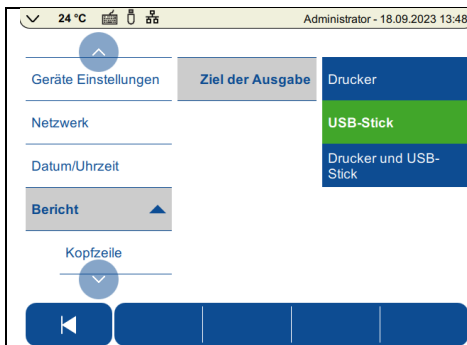 24 °C
Administrator - 18.09.2023 13:48
Geräte Einstellungen
Ziel der Ausgabe
Drucker
Netzwerk
USB-Stick
Datum/Uhrzeit
Drucker und USB-
Stick
Bericht
Kopfzeile